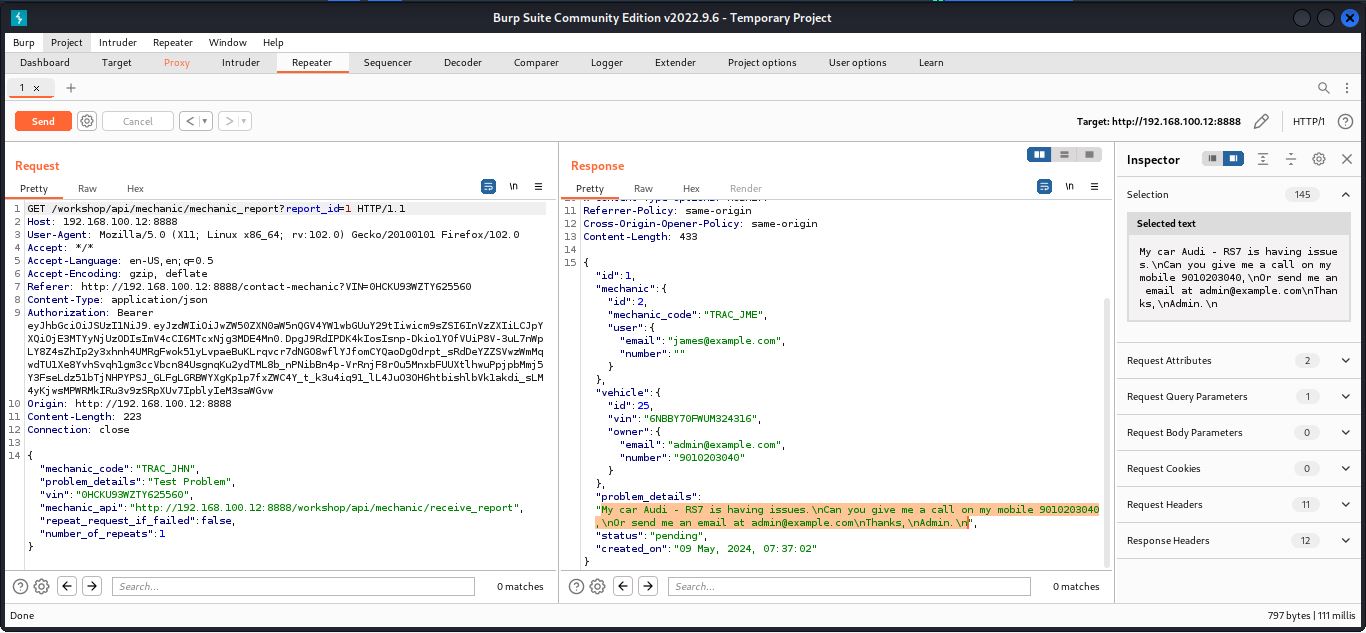 Burp Suite Community Edition v2022.9.6 - Temporary Project
Burp Project Intruder Repeater Window Help
Dashboard Target Proxy Intruder Repeater Sequencer Decoder Comparer Logger Extender Project options User options Learn
1 × +
Send Cancel < > Target: http://192.168.100.12:8888 HTTP/1 ?
Request
Pretty Raw Hex \n
1 GET /workshop/api/mechanic/mechanic_report?report_id=1 HTTP/1.1
2 Host: 192.168.100.12:8888
3 User-Agent: Mozilla/5.0 (X11; Linux x86_64; rv:102.0) Gecko/20100101 Firefox/102.0
4 Accept: */*
5 Accept-Language: en-US,en;q=0.5
6 Accept-Encoding: gzip, deflate
7 Referer: http://192.168.100.12:8888/contact-mechanic?VIN=0HCKU93WZTY625560
8 Content-Type: application/json
9 Authorization: Bearer
10 Origin: http://192.168.100.12:8888
11 Content-Length: 223
12 Connection: close
13
14 {
"mechanic_code":"TRAC_JHN",
"problem_details":"Test Problem",
"vin":"0HCKU93WZTY625560",
"mechanic_api":"http://192.168.100.12:8888/workshop/api/mechanic/receive_report",
"repeat_request_if_failed":false,
"number_of_repeats":1
}
Search... 0 matches
Response
Pretty Raw Hex Render \n
11 Referrer-Policy: same-origin
12 Cross-Origin-Opener-Policy: same-origin
13 Content-Length: 433
14
15 {
"id":1,
"mechanic":{
"id":2,
"mechanic_code":"TRAC_JME",
"user":{
"email":"james@example.com",
"number":""
}
},
"vehicle":{
"id":25,
"vin":"6NBBY70FWUM324316",
"owner":{
"email":"admin@example.com",
"number":"9010203040"
}
},
"problem_details":
"My car Audi - RS7 is having issues.\nCan you give me a call on my mobile 9010203040
,\nOr send me an email at admin@example.com\nThanks,\nAdmin.\n",
"status":"pending",
"created_on":"09 May, 2024, 07:37:02"
}
Search... 0 matches
Inspector
Selection 145
Selected text
My car Audi - RS7 is having issue
s.\nCan you give me a call on my
mobile 9010203040,\nOr send me an
email at admin@example.com\nThan
ks,\nAdmin.\n
Request Attributes 2
Request Query Parameters 1
Request Body Parameters 0
Request Cookies 0
Request Headers 11
Response Headers 12
Done 797 bytes | 111 millis